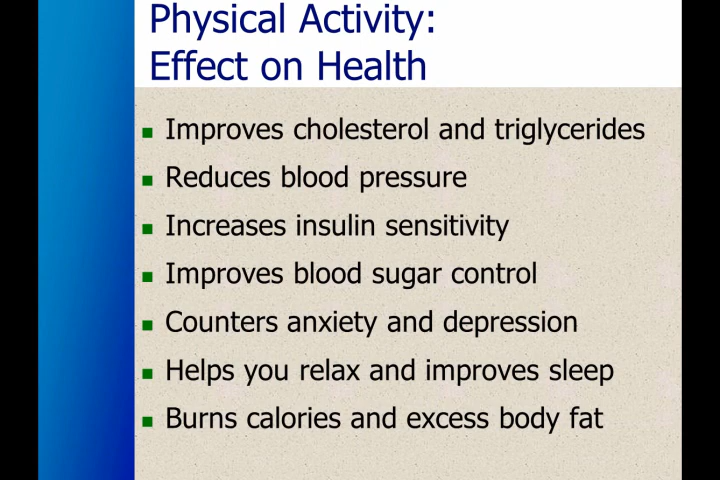 Physical Activity:
Effect on Health
Improves cholesterol and triglycerides
Reduces blood pressure
Increases insulin sensitivity
Improves blood sugar control
Counters anxiety and depression
Helps you relax and improves sleep
Burns calories and excess body fat